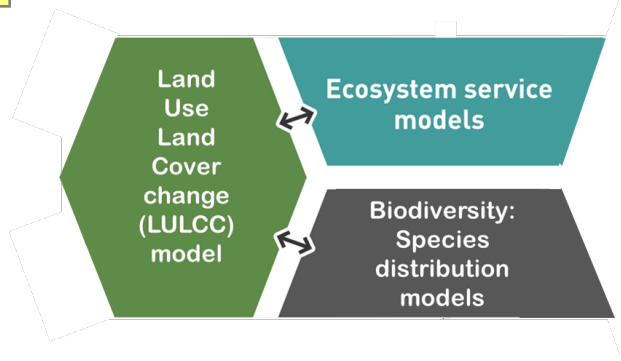 Land
Use
Land
Cover
change
(LULCC)
model
Ecosystem service
models
Biodiversity:
Species
distribution
models